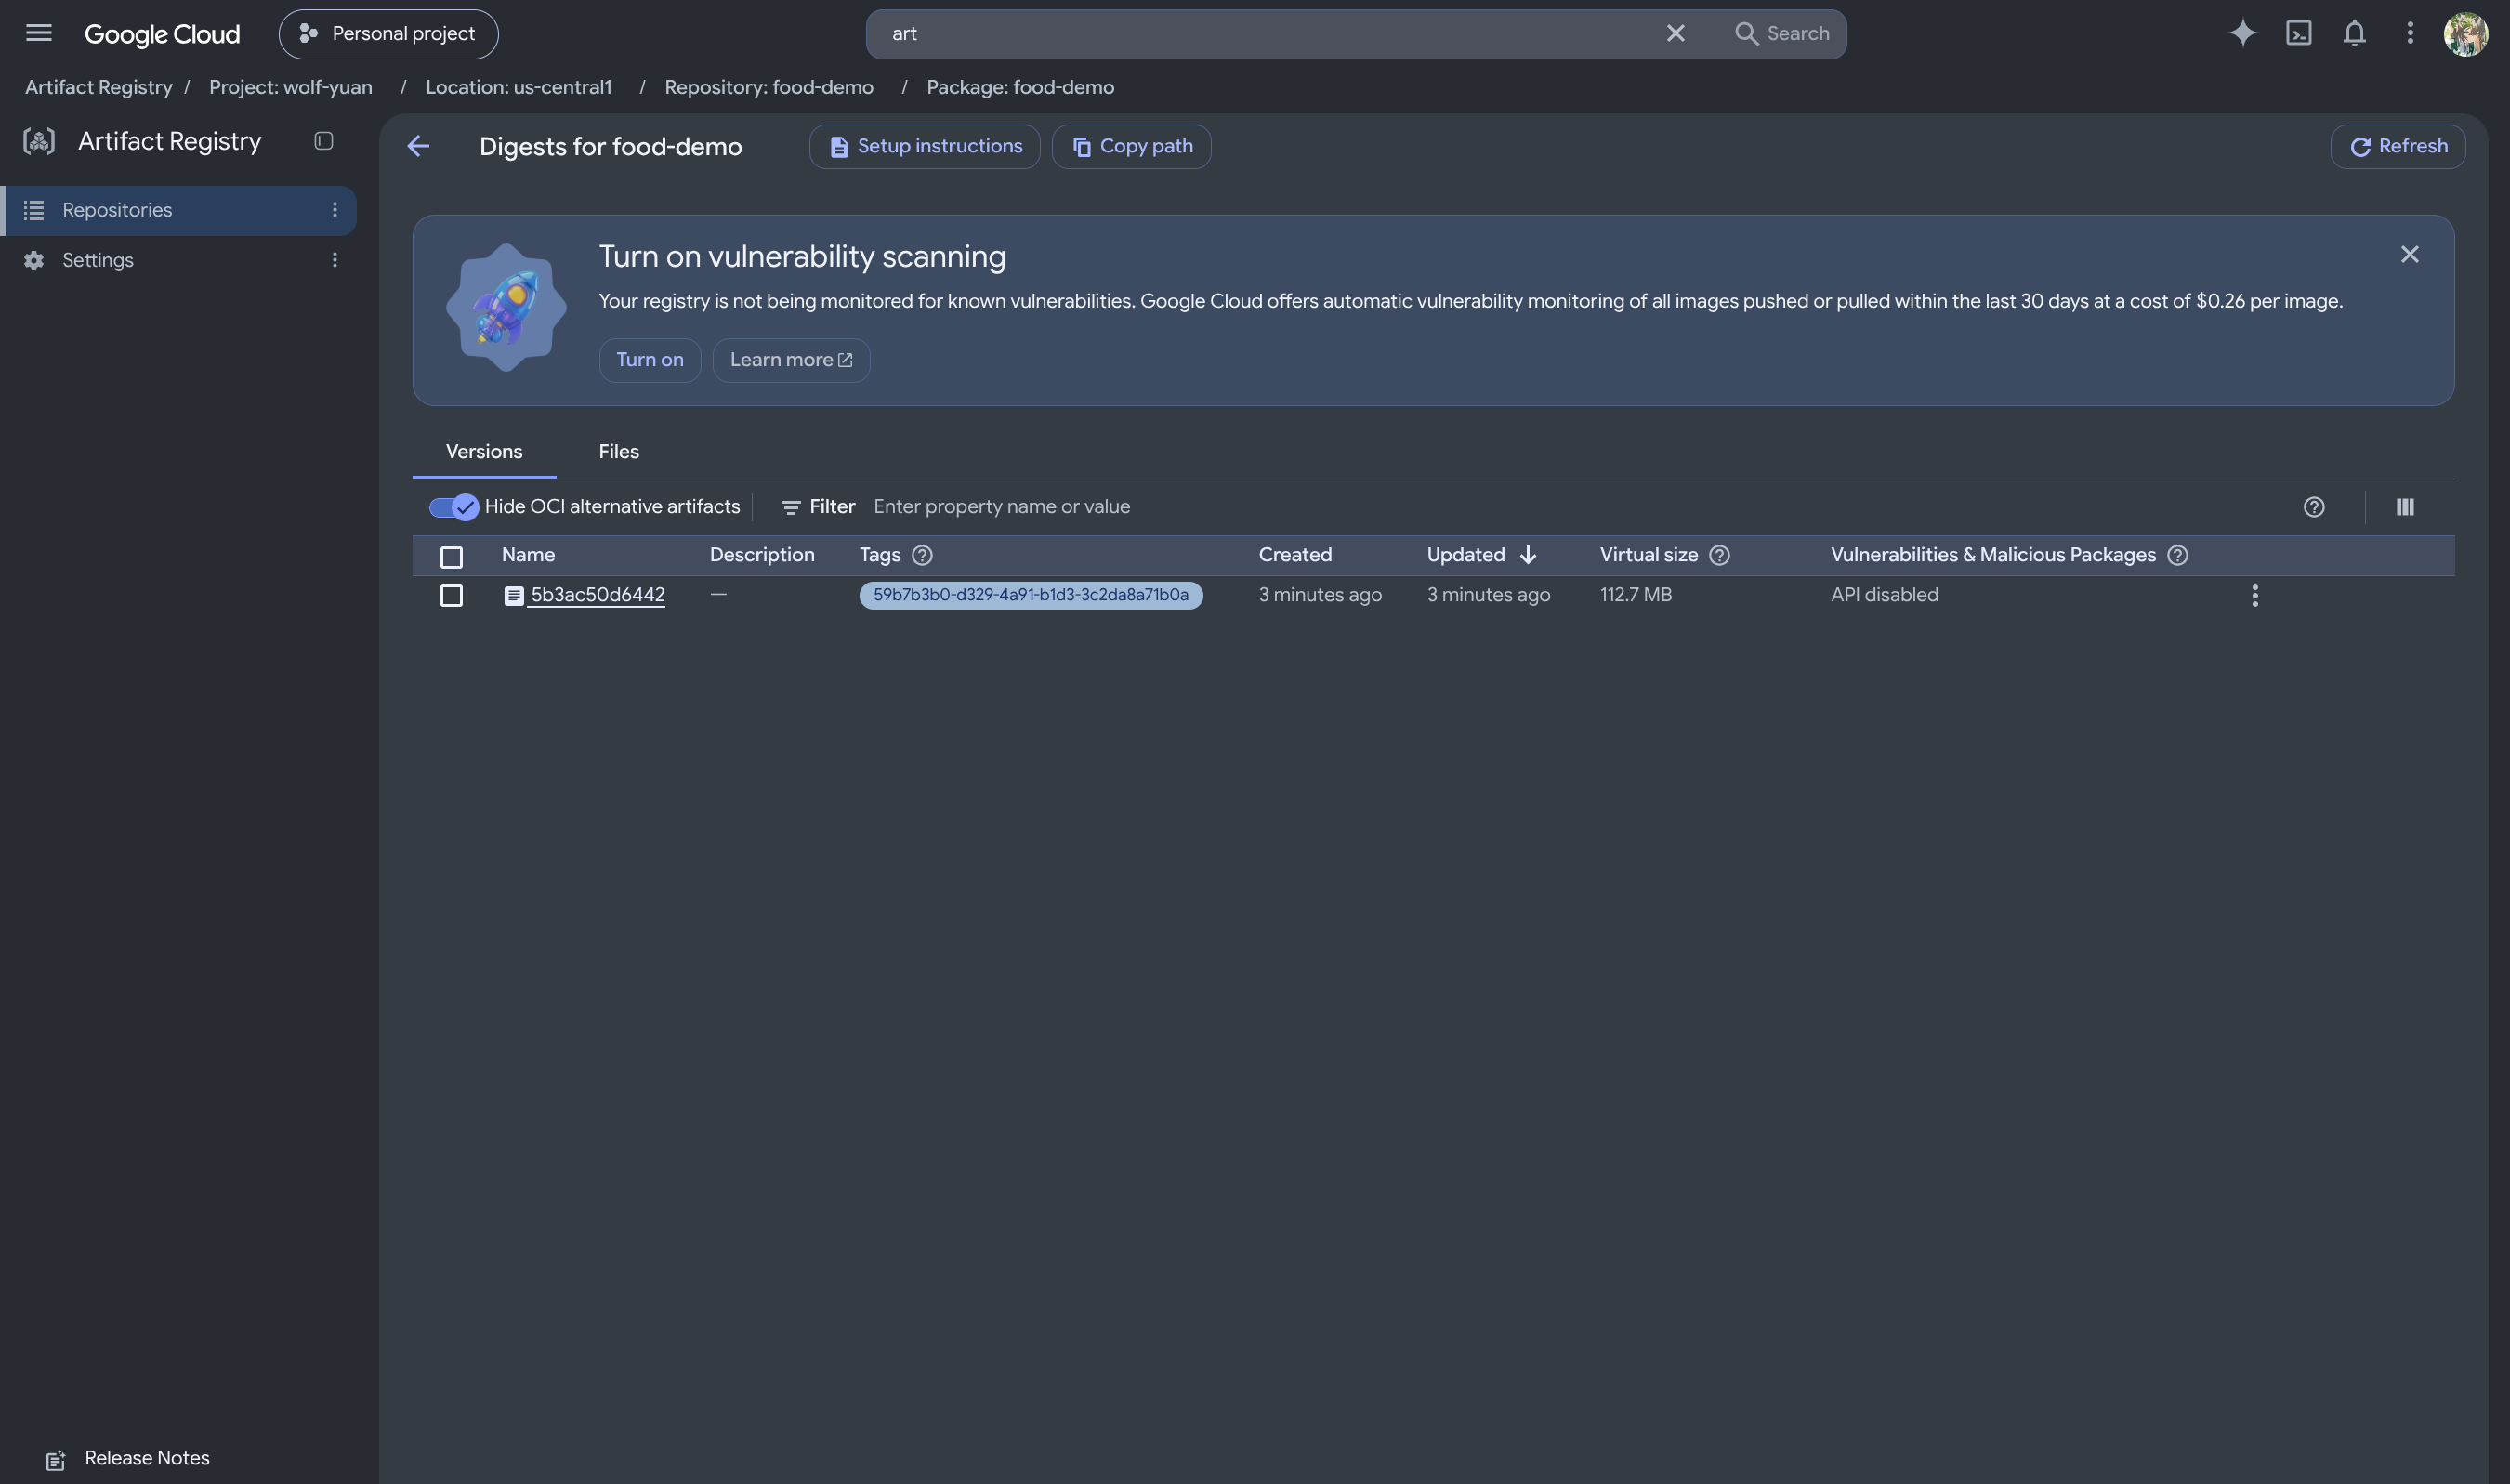 Google Cloud
Personal project
art
Search
Artifact Registry / Project: wolf-yuan / Location: us-central1 / Repository: food-demo / Package: food-demo
Artifact Registry
Repositories
Settings
Release Notes
Digests for food-demo
Setup instructions
Copy path
Refresh
Turn on vulnerability scanning
Your registry is not being monitored for known vulnerabilities. Google Cloud offers automatic vulnerability monitoring of all images pushed or pulled within the last 30 days at a cost of $0.26 per image.
Turn on
Learn more
Versions Files
Hide OCI alternative artifacts Filter Enter property name or value
Name Description Tags Created Updated Virtual size Vulnerabilities & Malicious Packages
5b3ac50d6442 — 59b7b3b0-d329-4a91-b1d3-3c2da8a71b0a 3 minutes ago 3 minutes ago 112.7 MB API disabled